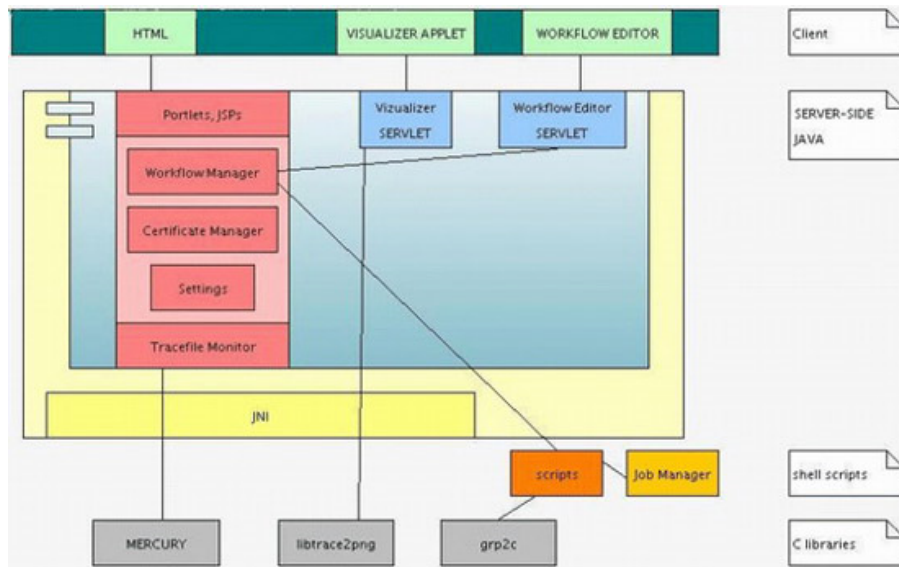 HTML
VISUALIZER APPLET
WORKFLOW EDITOR
Client
Portlets, JSPs
Vizualizer
SERVLET
Workflow Editor
SERVLET
SERVER-SIDE
JAVA
Workflow Manager
Certificate Manager
Settings
Tracefile Monitor
JNI
scripts
Job Manager
shell scripts
MERCURY
libtrace2png
grp2c
C libraries